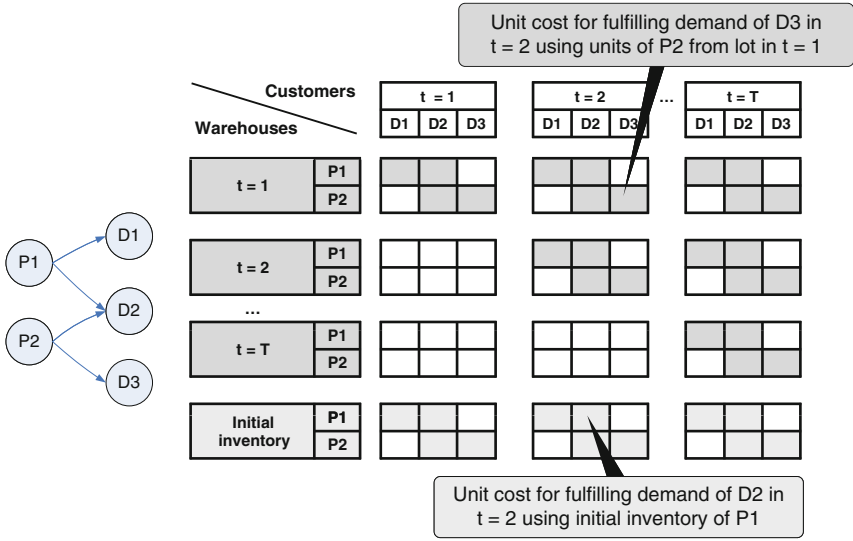 Unit cost for fulfilling demand of D3 in
t = 2 using units of P2 from lot in t = 1
Customers
Warehouses
t = 1
t = 2
...
t = T
D1 D2 D3
D1 D2 D3
D1 D2 D3
t = 1
P1
P2
t = 2
P1
P2
...
t = T
P1
P2
Initial
inventory
P1
P2
P1
P2
D1
D2
D3
Unit cost for fulfilling demand of D2 in
t = 2 using initial inventory of P1